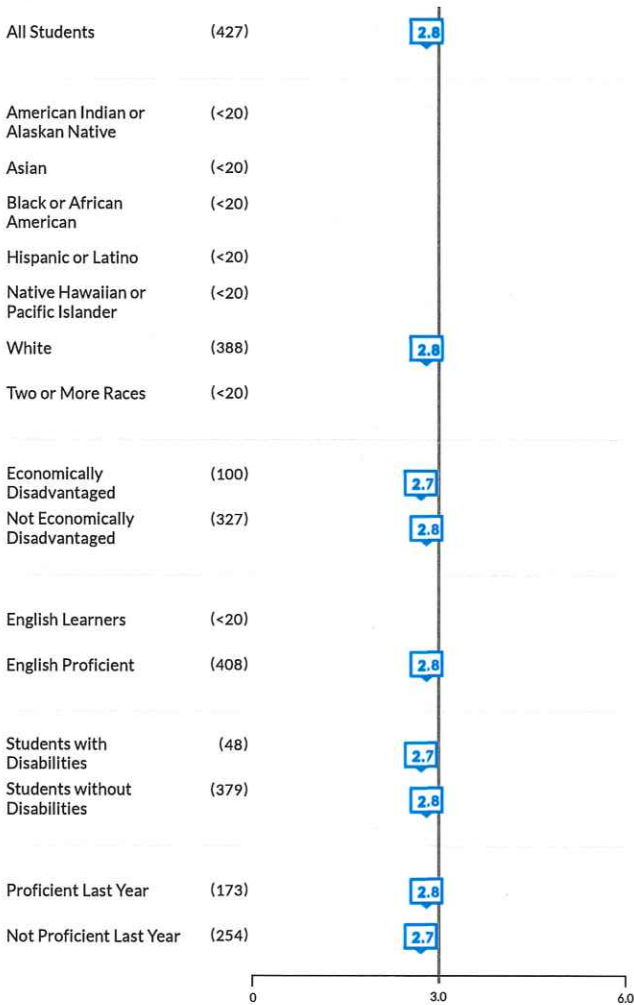 All Students (427) 2.8
American Indian or (<20)
Alaskan Native
Asian (<20)
Black or African (<20)
American
Hispanic or Latino (<20)
Native Hawaiian or (<20)
Pacific Islander
White (388) 2.8
Two or More Races (<20)
Economically (100) 2.7
Disadvantaged
Not Economically (327) 2.8
Disadvantaged
English Learners (<20)
English Proficient (408) 2.8
Students with (48) 2.7
Disabilities
Students without (379) 2.8
Disabilities
Proficient Last Year (173) 2.8
Not Proficient Last Year (254) 2.7
0 3.0 6.0